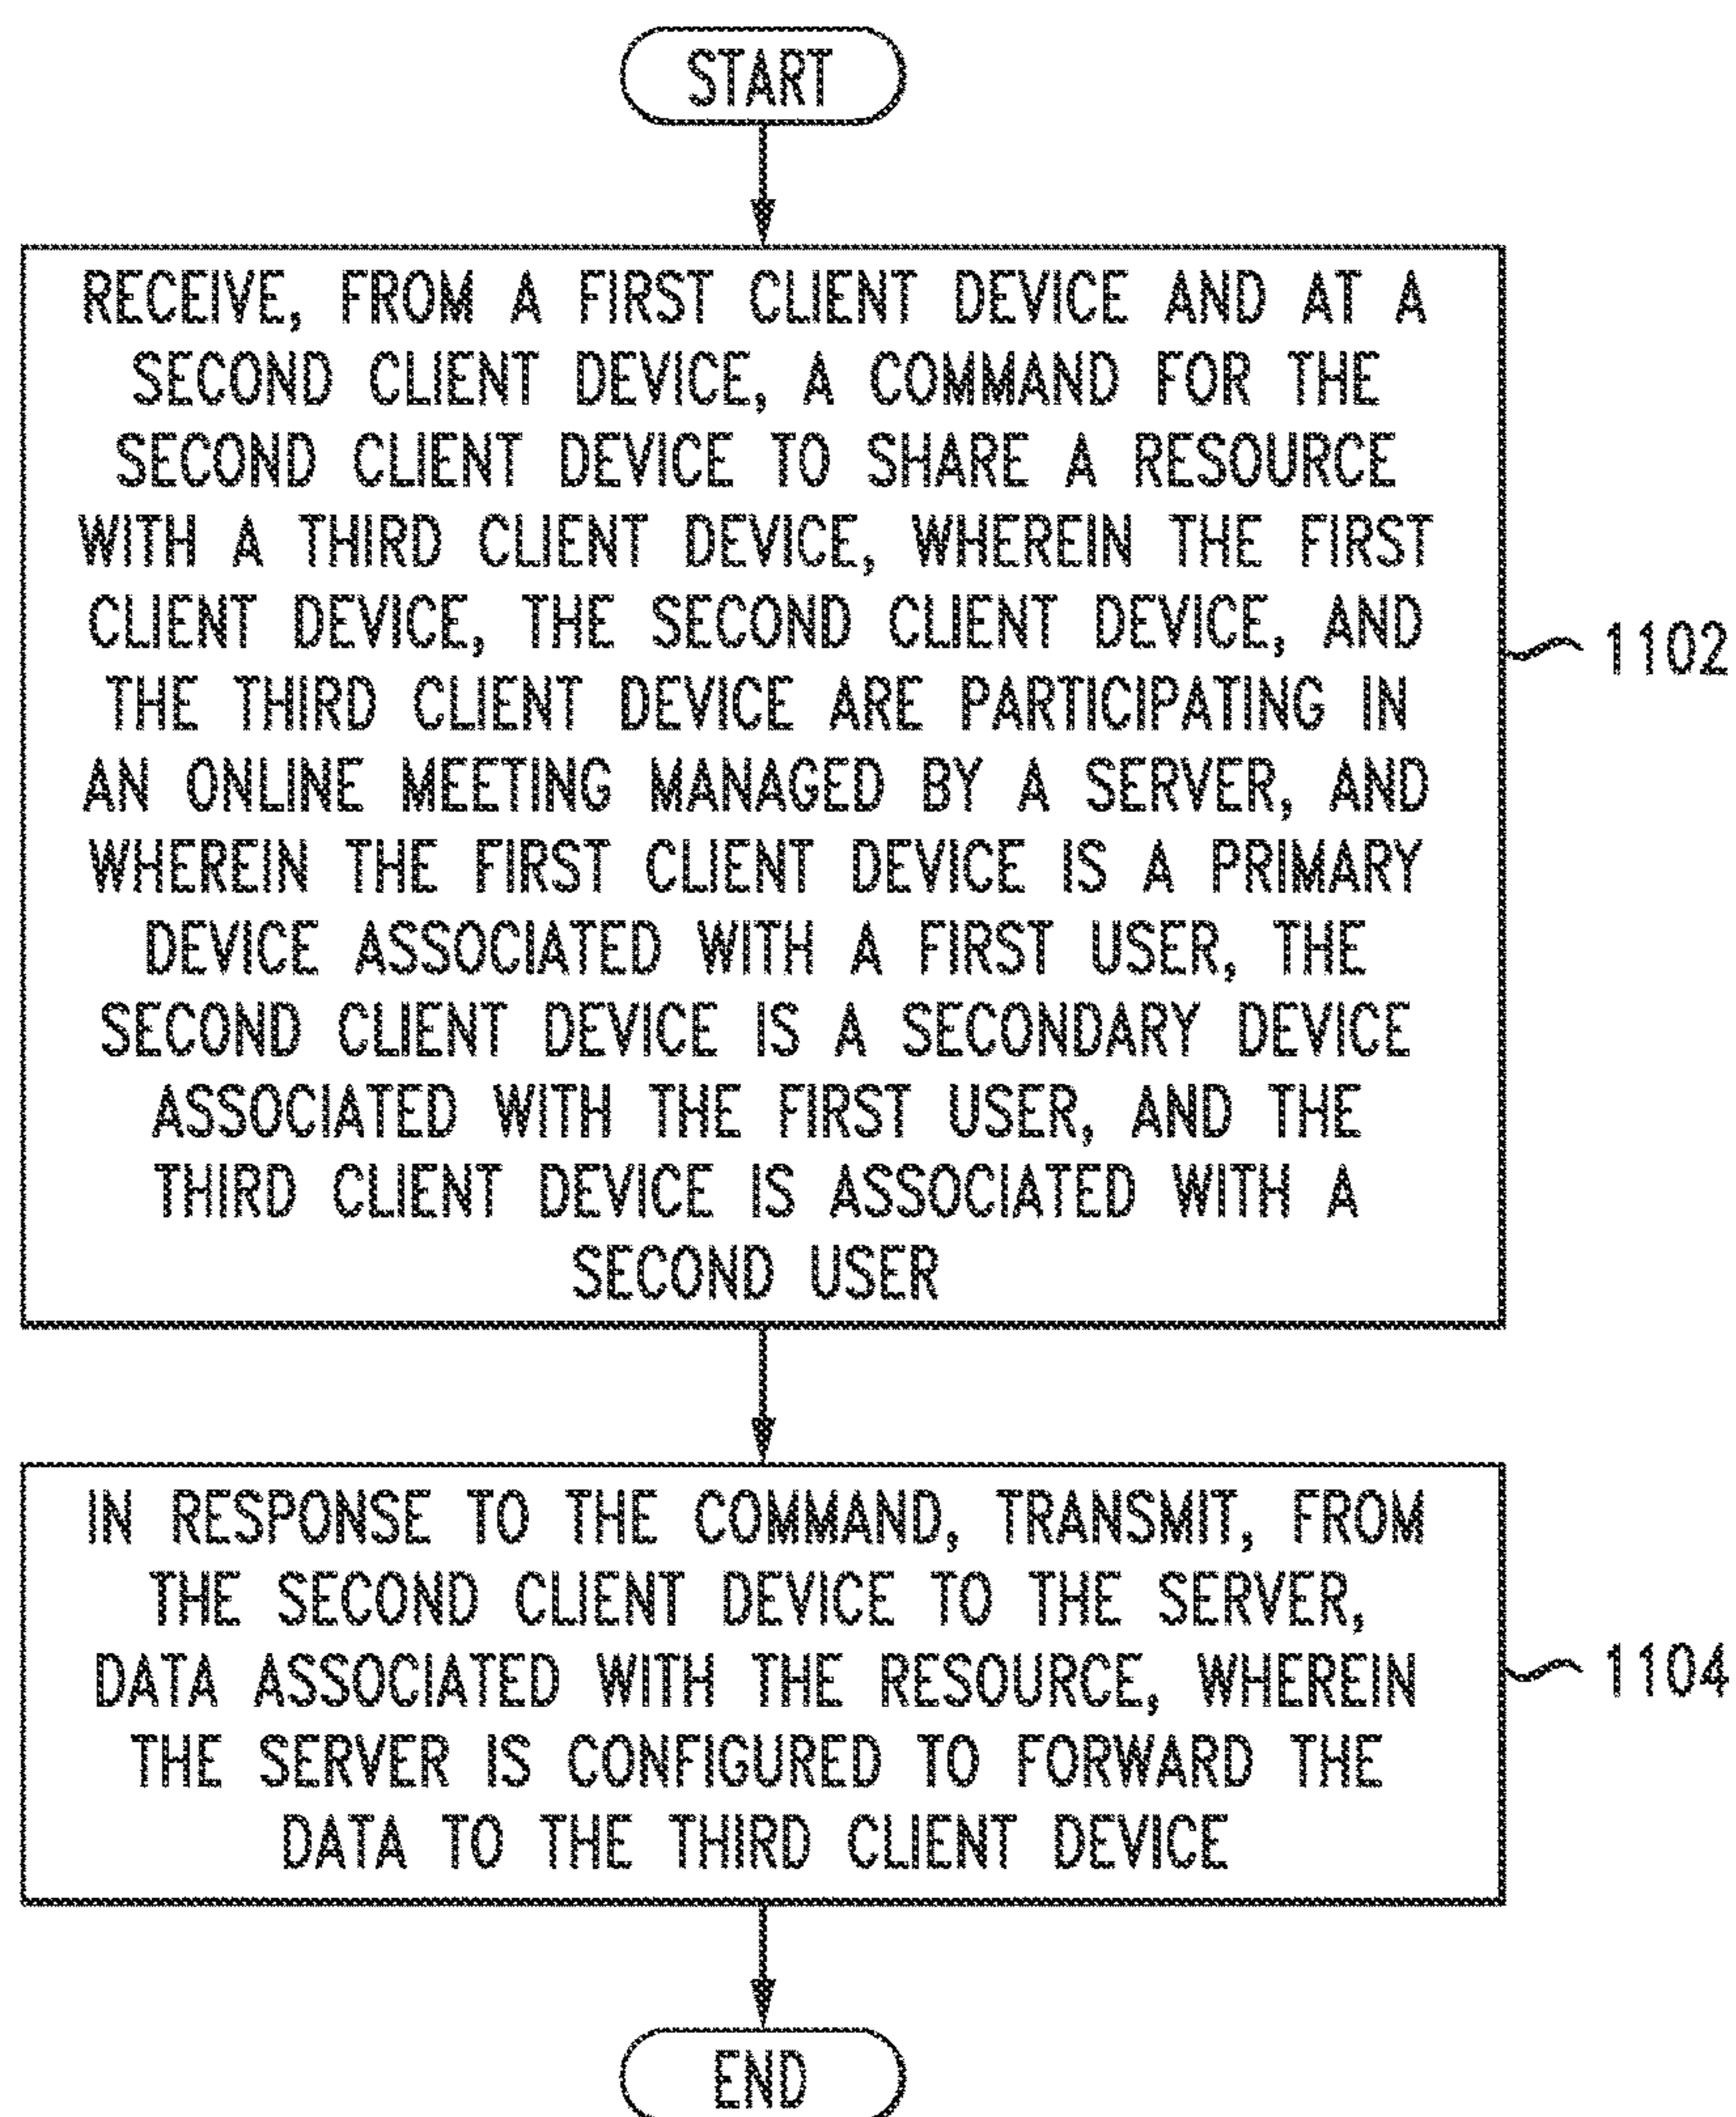 START
RECEIVE, FROM A FIRST CLIENT DEVICE AND AT A
SECOND CLIENT DEVICE, A COMMAND FOR THE
SECOND CLIENT DEVICE TO SHARE A RESOURCE
WITH A THIRD CLIENT DEVICE, WHEREIN THE FIRST
CLIENT DEVICE, THE SECOND CLIENT DEVICE, AND
THE THIRD CLIENT DEVICE ARE PARTICIPATING IN
AN ONLINE MEETING MANAGED BY A SERVER, AND
WHEREIN THE FIRST CLIENT DEVICE IS A PRIMARY
DEVICE ASSOCIATED WITH A FIRST USER, THE
SECOND CLIENT DEVICE IS A SECONDARY DEVICE
ASSOCIATED WITH THE FIRST USER, AND THE
THIRD CLIENT DEVICE IS ASSOCIATED WITH A
SECOND USER
1102
IN RESPONSE TO THE COMMAND, TRANSMIT, FROM
THE SECOND CLIENT DEVICE TO THE SERVER,
DATA ASSOCIATED WITH THE RESOURCE, WHEREIN
THE SERVER IS CONFIGURED TO FORWARD THE
DATA TO THE THIRD CLIENT DEVICE
1104
END